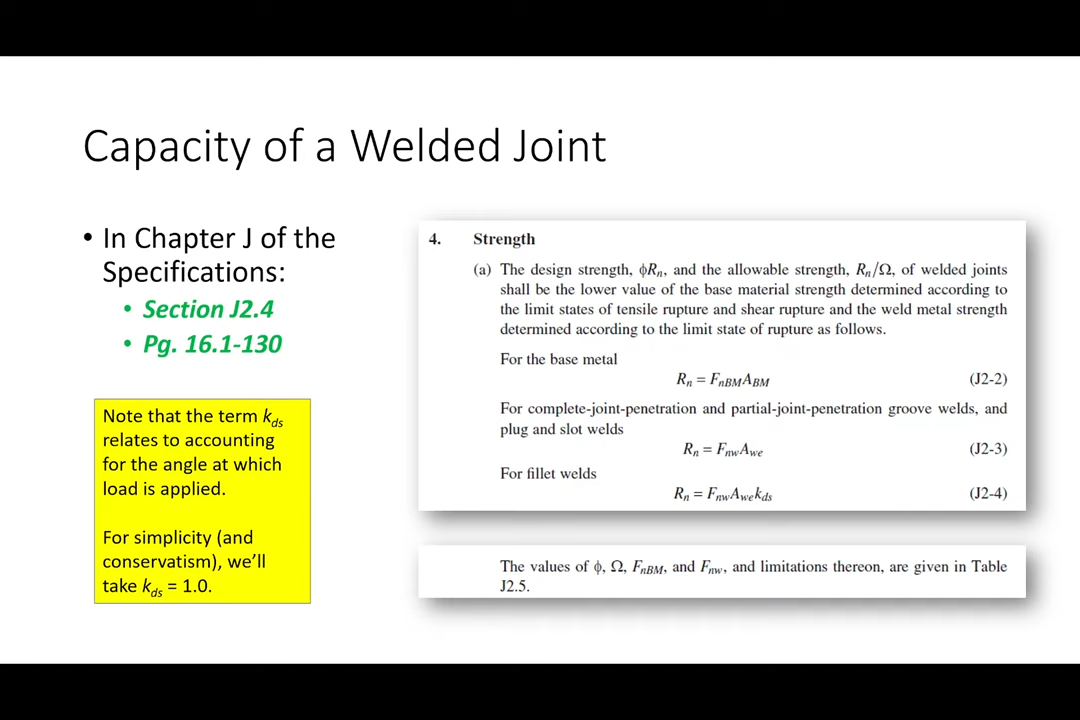 Capacity of a Welded Joint
• In Chapter J of the
Specifications:
• Section J2.4
• Pg. 16.1-130
Note that the term kds
relates to accounting
for the angle at which
load is applied.
For simplicity (and
conservatism), we'll
take kds = 1.0.
4. Strength
(a) The design strength, ϕRn, and the allowable strength, Rn/Ω, of welded joints
shall be the lower value of the base material strength determined according to
the limit states of tensile rupture and shear rupture and the weld metal strength
determined according to the limit state of rupture as follows.
For the base metal
Rn = FnBMABM (J2-2)
For complete-joint-penetration and partial-joint-penetration groove welds, and
plug and slot welds
Rn = FnwAwe (J2-3)
For fillet welds
Rn = FnwAwekds (J2-4)
The values of ϕ, Ω, FnBM, and Fnw, and limitations thereon, are given in Table
J2.5.